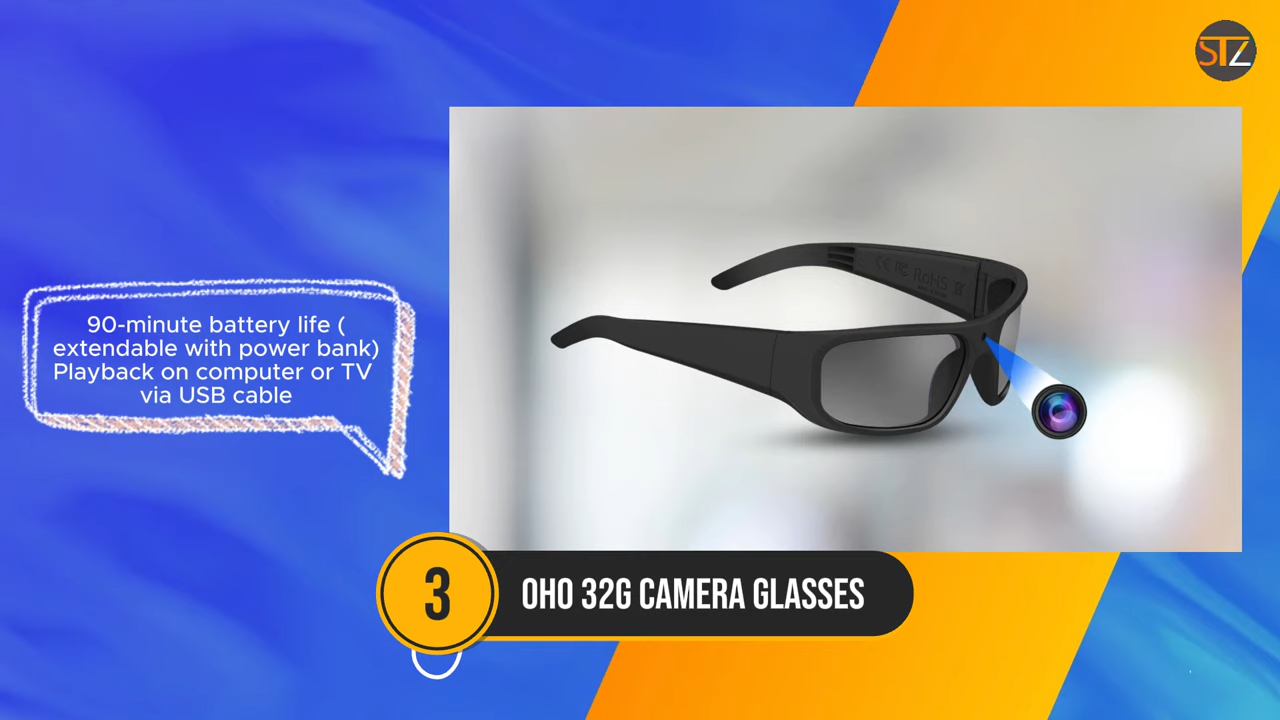 STZ
90-minute battery life (
extendable with power bank)
Playback on computer or TV
via USB cable
RoHS
3
OHO 32G CAMERA GLASSES